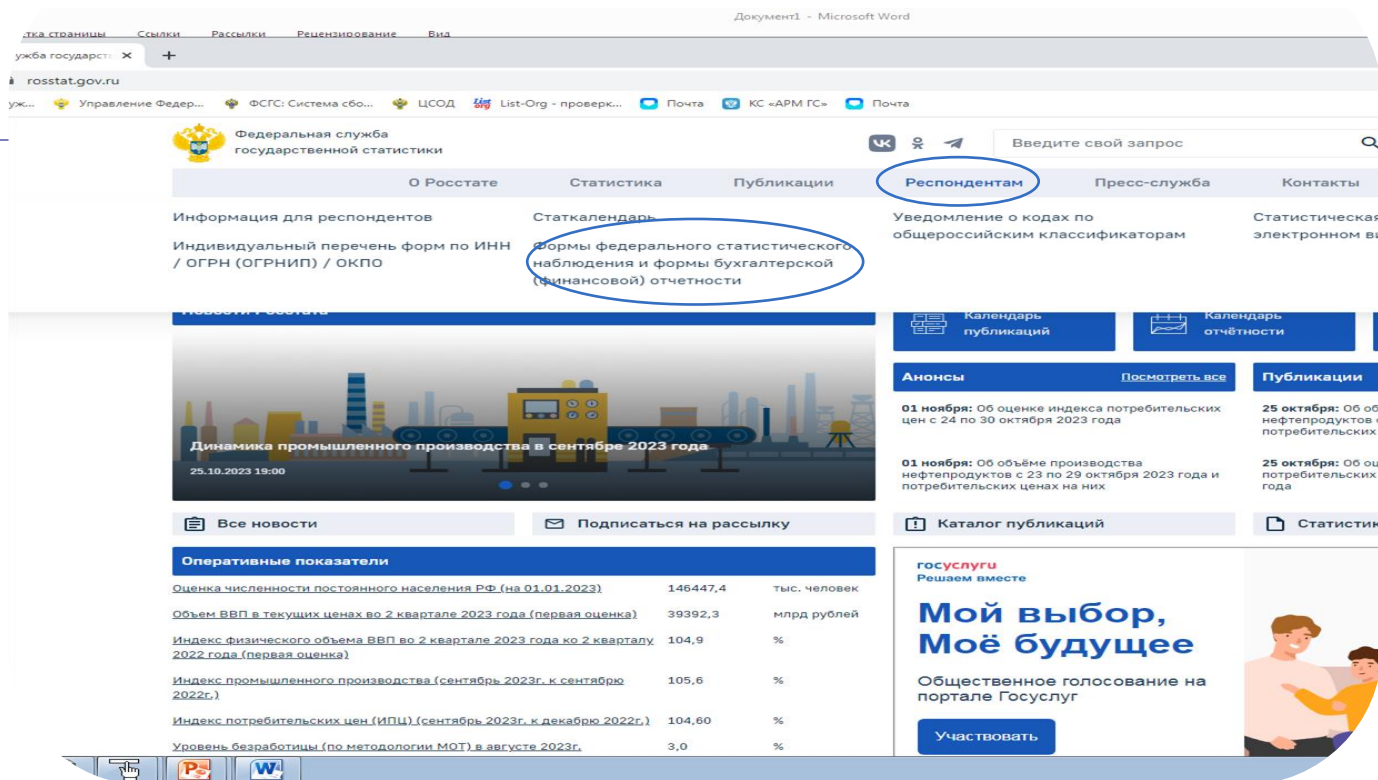 Документ1 - Microsoft Word
тка страницы Ссылки Рассылки Рецензирование Вид
ужба государст
rosstat.gov.ru
уж... Управление Федер... ФСГС: Система сбо... ЦСОД List-Org - проверк... Почта КС «АРМ ГС» Почта
Федеральная служба
государственной статистики
Введите свой запрос
О Росстате Статистика Публикации Респондентам Пресс-служба Контакты
Информация для респондентов
Индивидуальный перечень форм по ИНН
/ ОГРН (ОГРНИП) / ОКПО
Статкалендарь
Формы федерального статистического
наблюдения и формы бухгалтерской
(финансовой) отчетности
Уведомление о кодах по
общероссийским классификаторам
Статистическая
электронном ви
Новости Росстата
Календарь
публикаций
Календарь
отчётности
Динамика промышленного производства в сентябре 2023 года
25.10.2023 19:00
Анонсы Посмотреть все
01 ноября: Об оценке индекса потребительских
цен с 24 по 30 октября 2023 года
01 ноября: Об объёме производства
нефтепродуктов с 23 по 29 октября 2023 года и
потребительских ценах на них
Публикации
25 октября: Об об
нефтепродуктов с
потребительских
25 октября: Об оц
потребительских
года
Все новости Подписаться на рассылку Каталог публикаций Статистик
Оперативные показатели
Оценка численности постоянного населения РФ (на 01.01.2023) 146447,4 тыс. человек
Объем ВВП в текущих ценах во 2 квартале 2023 года (первая оценка) 39392,3 млрд рублей
Индекс физического объема ВВП во 2 квартале 2023 года ко 2 кварталу 104,9 %
2022 года (первая оценка)
Индекс промышленного производства (сентябрь 2023г. к сентябрю 105,6 %
2022г.)
Индекс потребительских цен (ИПЦ) (сентябрь 2023г. к декабрю 2022г.) 104,60 %
Уровень безработицы (по методологии МОТ) в августе 2023г. 3,0 %
госуслуги
Решаем вместе
Мой выбор,
Моё будущее
Общественное голосование на
портале Госуслуг
Участвовать